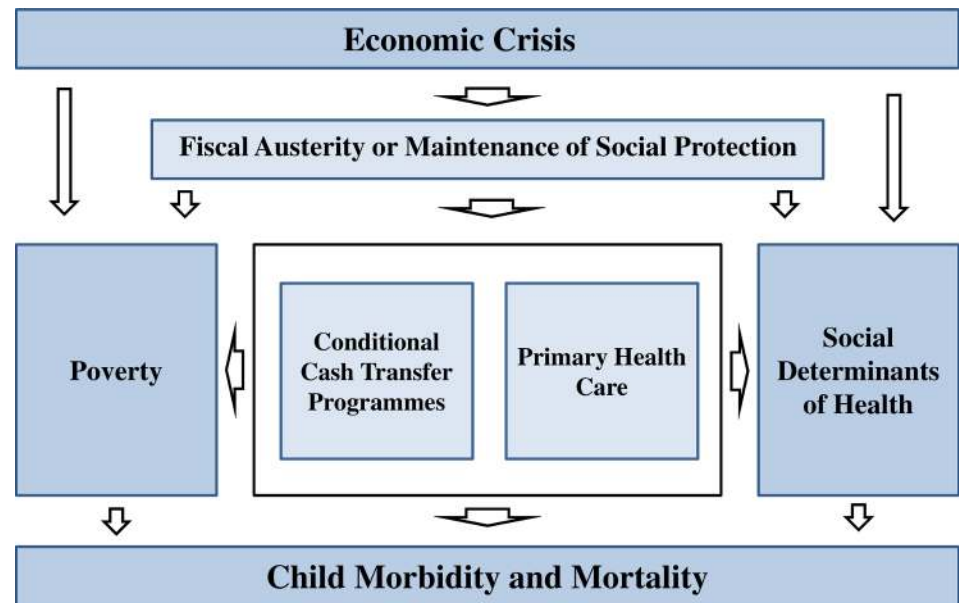 Economic Crisis
Fiscal Austerity or Maintenance of Social Protection
Poverty
Conditional
Cash Transfer
Programmes
Primary Health
Care
Social
Determinants
of Health
Child Morbidity and Mortality